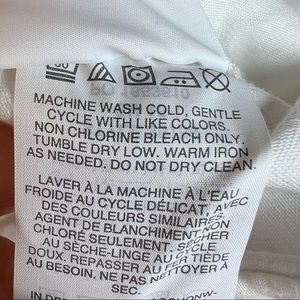 MACHINE WASH COLD, GENTLE
CYCLE WITH LIKE COLORS.
NON CHLORINE BLEACH ONLY.
TUMBLE DRY LOW. WARM IRON
AS NEEDED. DO NOT DRY CLEAN.
LAVER À LA MACHINE À L'EAU
FROIDE AU CYCLE DÉLICAT, AVEC
DES COULEURS SIMILAIRES.
AGENT DE BLANCHIMENT NON
CHLORÉ SEULEMENT. SÉCHER
AU SÈCHE-LINGE AU CYCLE
DOUX. REPASSER AU FER TIÈDE
AU BESOIN. NE PAS NETTOYER À
SEC.